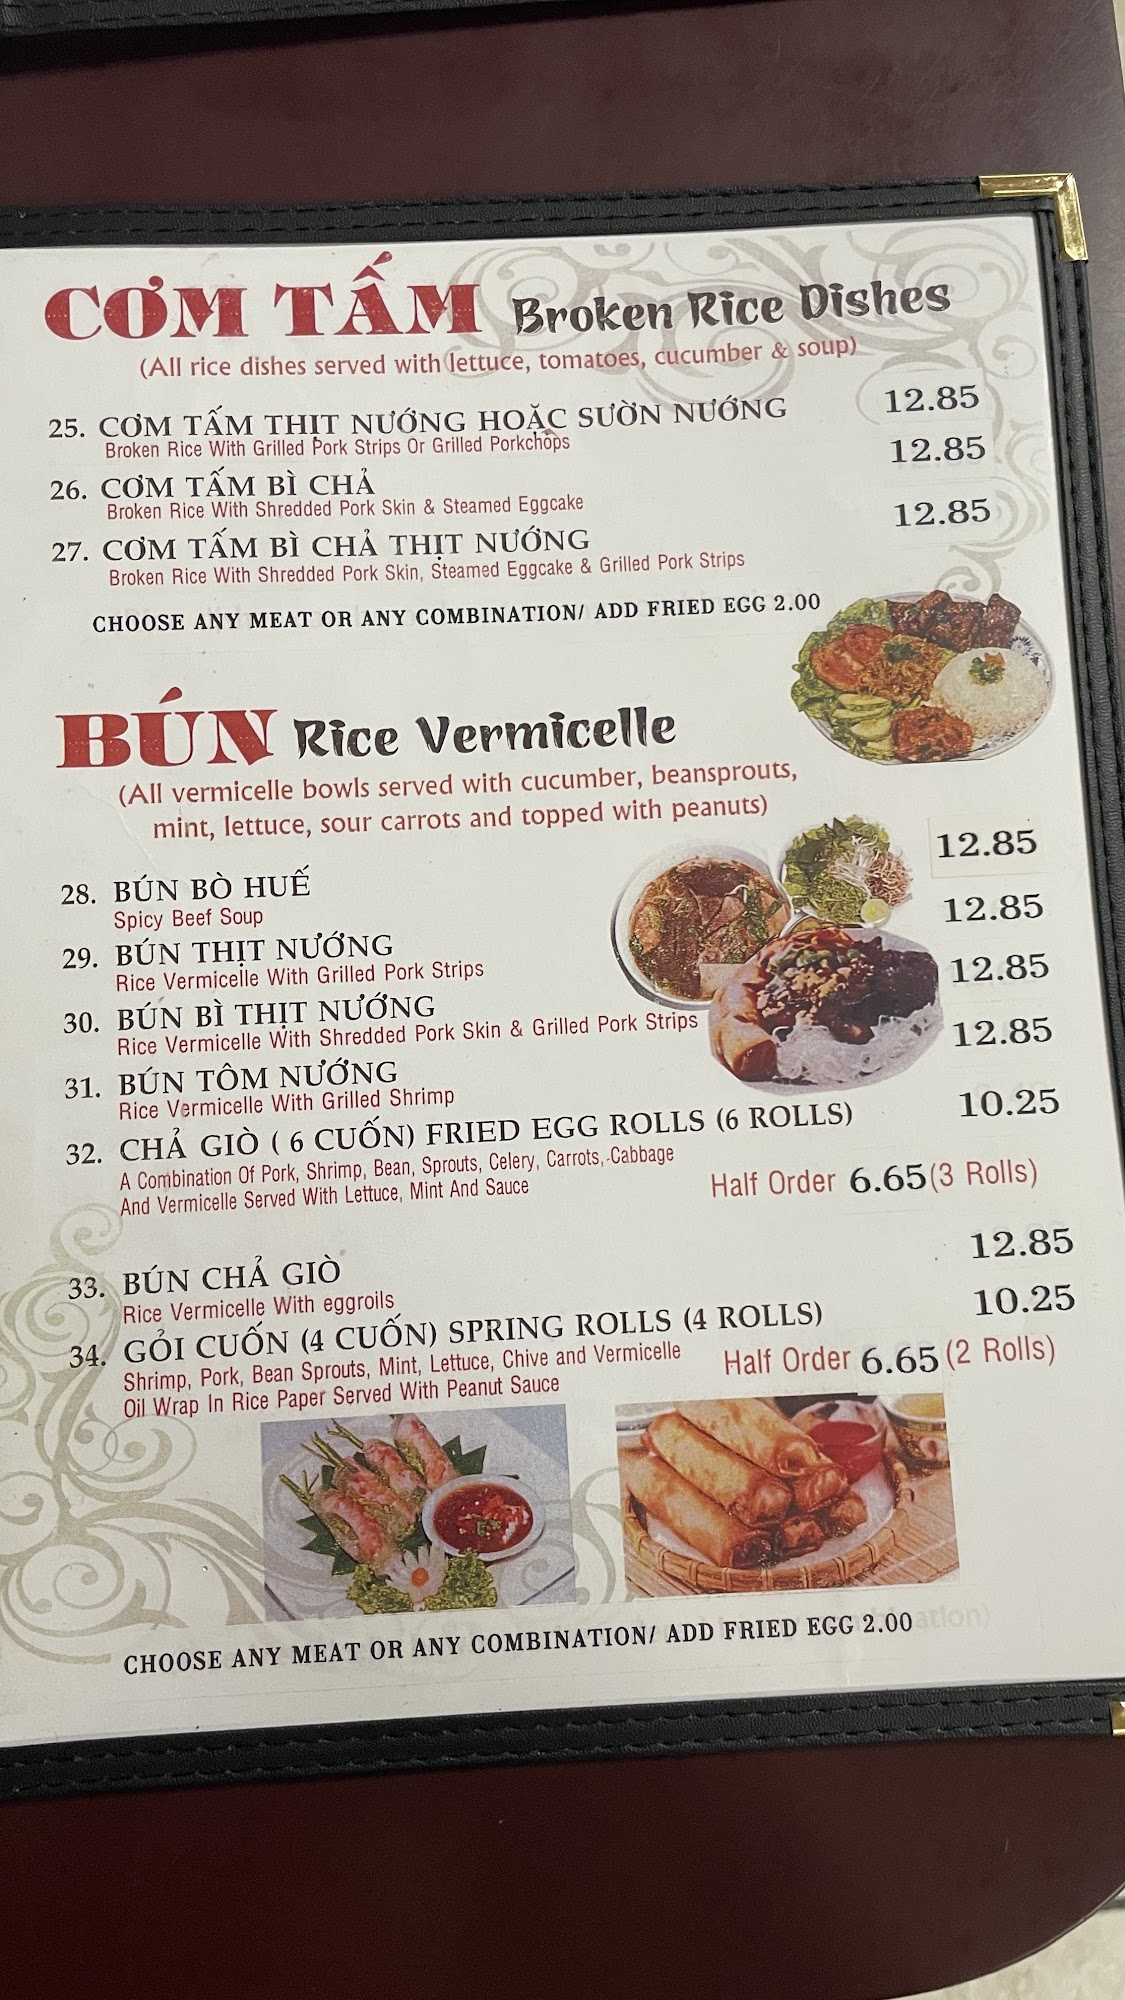 CƠM TẤM Broken Rice Dishes
(All rice dishes served with lettuce, tomatoes, cucumber & soup)
25. CƠM TẤM THỊT NƯỚNG HOẶC SƯỜN NƯỚNG 12.85
Broken Rice With Grilled Pork Strips Or Grilled Porkchops
26. CƠM TẤM BÌ CHẢ 12.85
Broken Rice With Shredded Pork Skin & Steamed Eggcake
27. CƠM TẤM BÌ CHẢ THỊT NƯỚNG 12.85
Broken Rice With Shredded Pork Skin, Steamed Eggcake & Grilled Pork Strips
CHOOSE ANY MEAT OR ANY COMBINATION/ ADD FRIED EGG 2.00
BÚN Rice Vermicelle
(All vermicelle bowls served with cucumber, beansprouts,
mint, lettuce, sour carrots and topped with peanuts)
28. BÚN BÒ HUẾ 12.85
Spicy Beef Soup
29. BÚN THỊT NƯỚNG 12.85
Rice Vermicelle With Grilled Pork Strips
30. BÚN BÌ THỊT NƯỚNG 12.85
Rice Vermicelle With Shredded Pork Skin & Grilled Pork Strips
31. BÚN TÔM NƯỚNG 12.85
Rice Vermicelle With Grilled Shrimp
32. CHẢ GIÒ ( 6 CUỐN) FRIED EGG ROLLS (6 ROLLS) 10.25
A Combination Of Pork, Shrimp, Bean, Sprouts, Celery, Carrots, Cabbage
And Vermicelle Served With Lettuce, Mint And Sauce
Half Order 6.65 (3 Rolls)
33. BÚN CHẢ GIÒ 12.85
Rice Vermicelle With eggroils
34. GỎI CUỐN (4 CUỐN) SPRING ROLLS (4 ROLLS) 10.25
Shrimp, Pork, Bean Sprouts, Mint, Lettuce, Chive and Vermicelle
Oil Wrap In Rice Paper Served With Peanut Sauce
Half Order 6.65 (2 Rolls)
CHOOSE ANY MEAT OR ANY COMBINATION/ ADD FRIED EGG 2.00